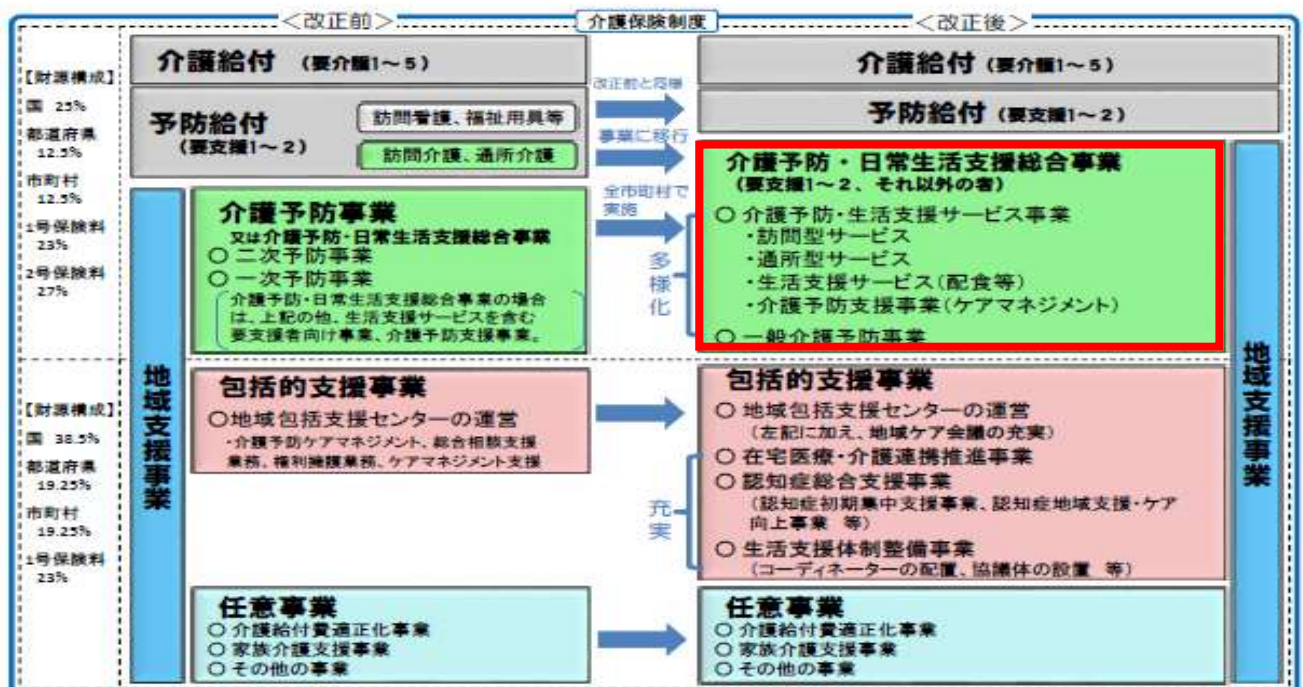 ＜改正前＞
介護保険制度
＜改正後＞
【財源構成】
国 25%
都道府県
12.5%
市町村
12.5%
1号保険料
23%
2号保険料
27%
介護給付 （要介護1～5）
予防給付
（要支援1～2）
訪問看護、福祉用具等
訪問介護、通所介護
介護予防事業
又は介護予防・日常生活支援総合事業
○ 二次予防事業
○ 一次予防事業
介護予防・日常生活支援総合事業の場合
は、上記の他、生活支援サービスを含む
要支援者向け事業、介護予防支援事業。
改正前と同様
事業に移行
全市町村で
実施
多様化
介護給付（要介護1～5）
予防給付（要支援1～2）
介護予防・日常生活支援総合事業
（要支援1～2、それ以外の者）
○ 介護予防・生活支援サービス事業
・訪問型サービス
・通所型サービス
・生活支援サービス（配食等）
・介護予防支援事業（ケアマネジメント）
○ 一般介護予防事業
【財源構成】
国 38.5%
都道府県
19.25%
市町村
19.25%
1号保険料
23%
地域支援事業
包括的支援事業
○地域包括支援センターの運営
・介護予防ケアマネジメント、総合相談支援
業務、権利擁護業務、ケアマネジメント支援
充実
包括的支援事業
○ 地域包括支援センターの運営
（左記に加え、地域ケア会議の充実）
○ 在宅医療・介護連携推進事業
○ 認知症総合支援事業
（認知症初期集中支援事業、認知症地域支援・ケア
向上事業 等）
○ 生活支援体制整備事業
（コーディネーターの配置、協議体の設置 等）
地域支援事業
任意事業
○ 介護給付費適正化事業
○ 家族介護支援事業
○ その他の事業
任意事業
○ 介護給付費適正化事業
○ 家族介護支援事業
○ その他の事業